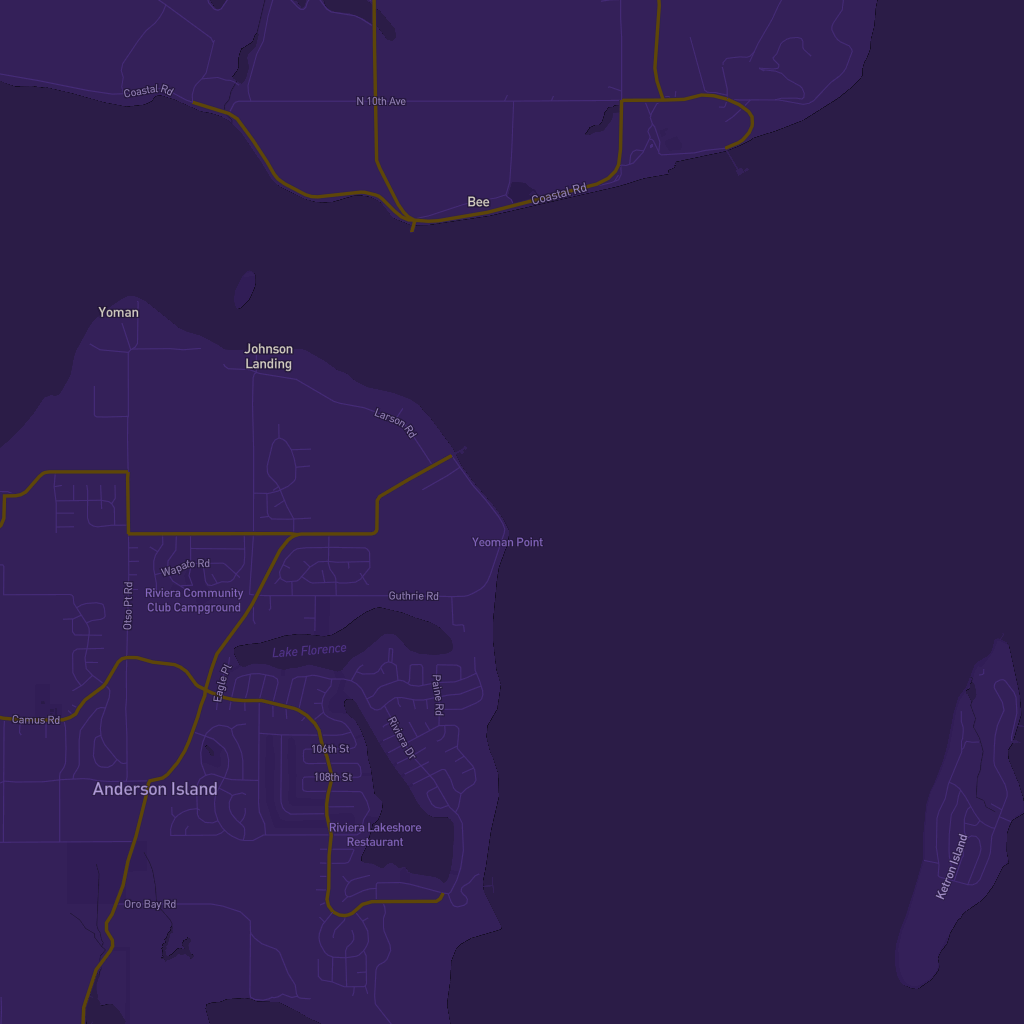 Coastal Rd
N 10th Ave
Bee
Coastal Rd
Yoman
Johnson
Landing
Larson Rd
Yeoman Point
Wapato Rd
Otso Pt Rd
Riviera Community
Club Campground
Guthrie Rd
Lake Florence
Eagle Pl
Paine Rd
Camus Rd
Riviera Dr
106th St
108th St
Anderson Island
Riviera Lakeshore
Restaurant
Ketron Island
Oro Bay Rd